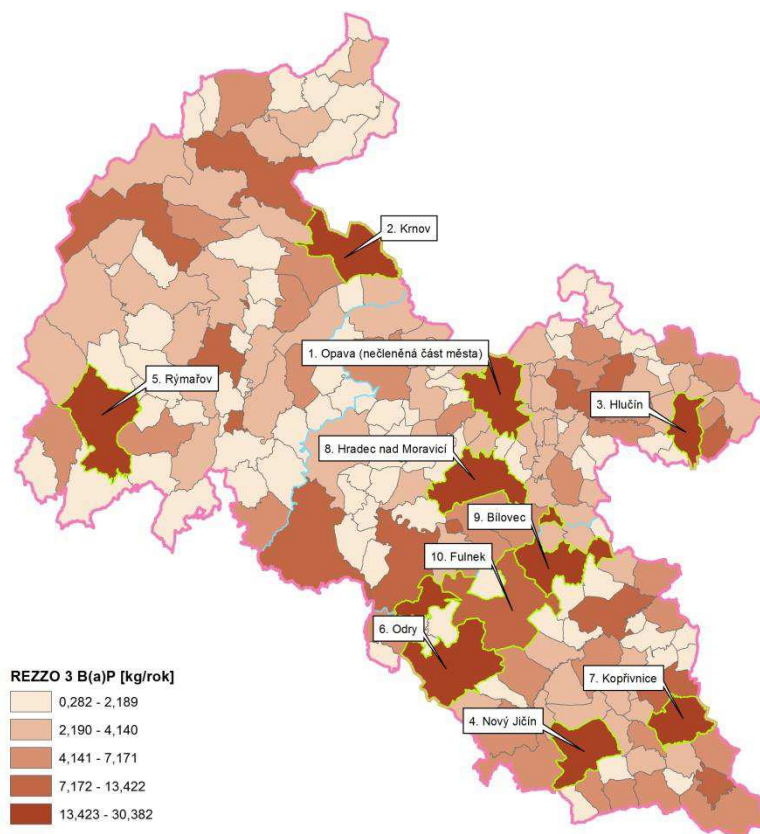 2. Krnov
1. Opava (nečleněná část města)
5. Rýmařov
3. Hlučín
8. Hradec nad Moravicí
9. Bílovec
10. Fulnek
6. Odry
7. Kopřivnice
4. Nový Jičín
REZZO 3 B(a)P [kg/rok]
0,282 - 2,189
2,190 - 4,140
4,141 - 7,171
7,172 - 13,422
13,423 - 30,382